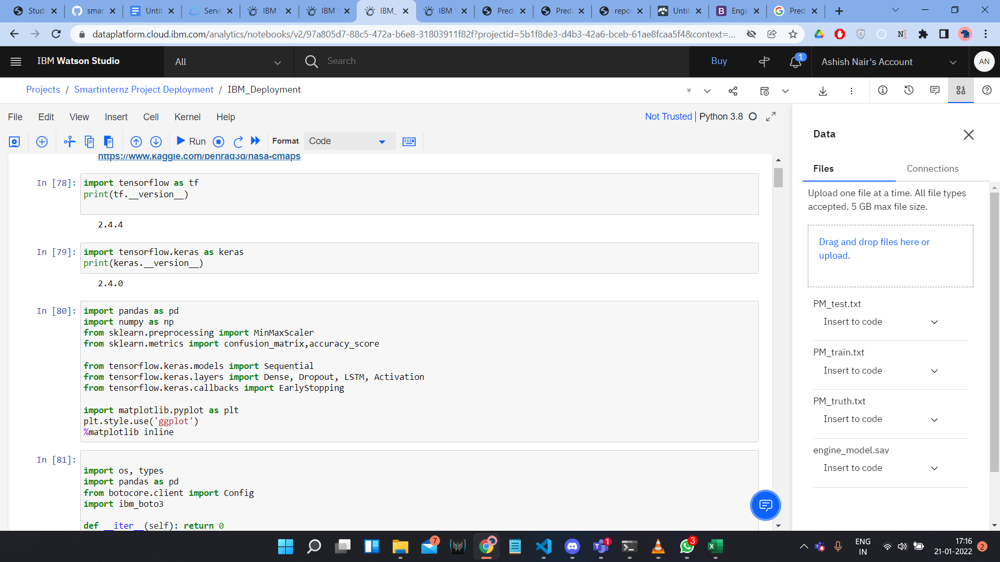 Stude
smar
Untit
Servi
IBM
IBM
IBM_
IBM
Predi
Predi
repo
Untit
Engi
Pred
dataplatform.cloud.ibm.com/analytics/notebooks/v2/97a805d7-88c5-472a-b6e8-31803911f82f?projectid=5b1f8de3-d4b3-42a6-bceb-61ae8fcaa5f4&context=...
IBM Watson Studio
All
Search
Buy
1
Ashish Nair's Account
AN
Projects / Smartinternz Project Deployment / IBM_Deployment
File Edit View Insert Cell Kernel Help
Not Trusted Python 3.8
Run
Format Code
https://www.kaggle.com/behrad3d/nasa-cmaps
In [78]: import tensorflow as tf
print(tf.__version__)
2.4.4
In [79]: import tensorflow.keras as keras
print(keras.__version__)
2.4.0
In [80]: import pandas as pd
import numpy as np
from sklearn.preprocessing import MinMaxScaler
from sklearn.metrics import confusion_matrix,accuracy_score
from tensorflow.keras.models import Sequential
from tensorflow.keras.layers import Dense, Dropout, LSTM, Activation
from tensorflow.keras.callbacks import EarlyStopping
import matplotlib.pyplot as plt
plt.style.use('ggplot')
%matplotlib inline
In [81]:
import os, types
import pandas as pd
from botocore.client import Config
import ibm_boto3
def __iter__(self): return 0
Data
Files Connections
Upload one file at a time. All file types
accepted. 5 GB max file size.
Drag and drop files here or
upload.
PM_test.txt
Insert to code
PM_train.txt
Insert to code
PM_truth.txt
Insert to code
engine_model.sav
Insert to code
7
1
3
ENG
IN
17:16
21-01-2022
2